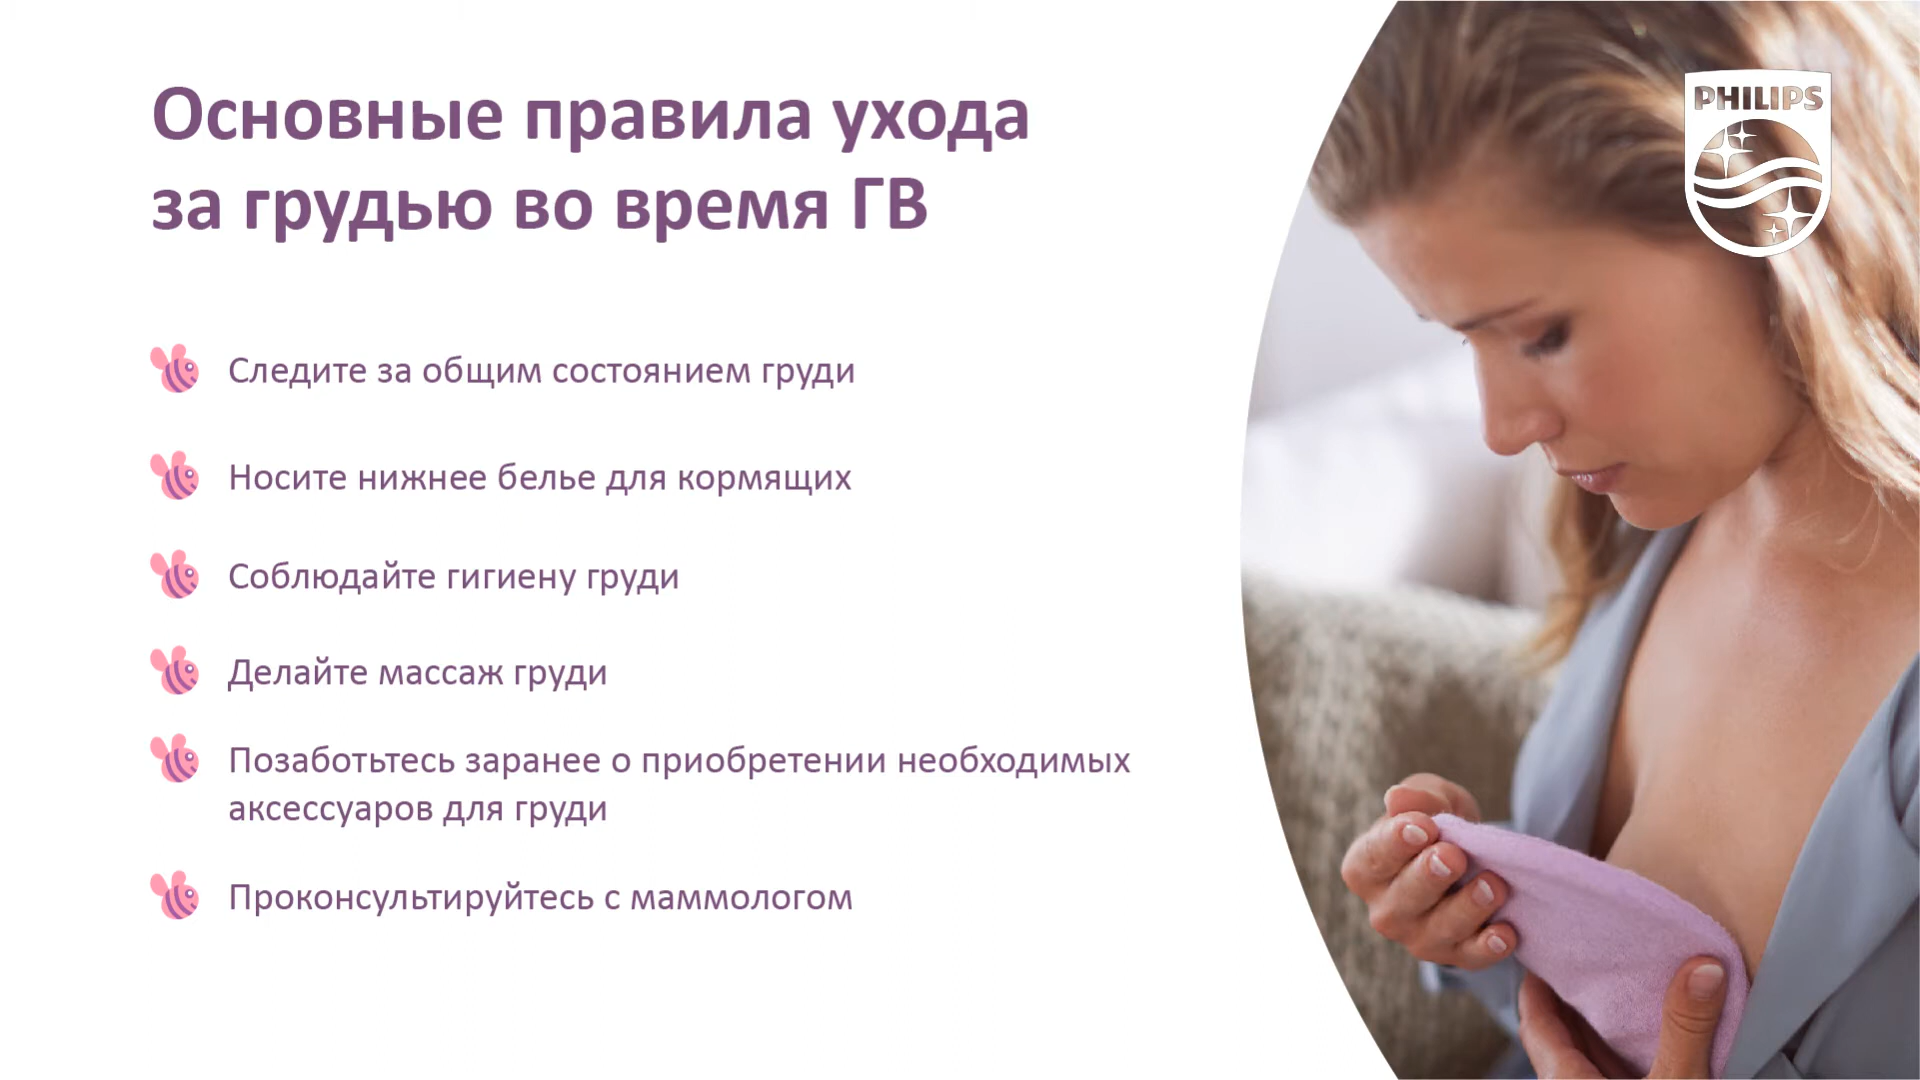 Основные правила ухода
за грудью во время ГВ
PHILIPS
Следите за общим состоянием груди
Носите нижнее белье для кормящих
Соблюдайте гигиену груди
Делайте массаж груди
Позаботьтесь заранее о приобретении необходимых
аксессуаров для груди
Проконсультируйтесь с маммологом